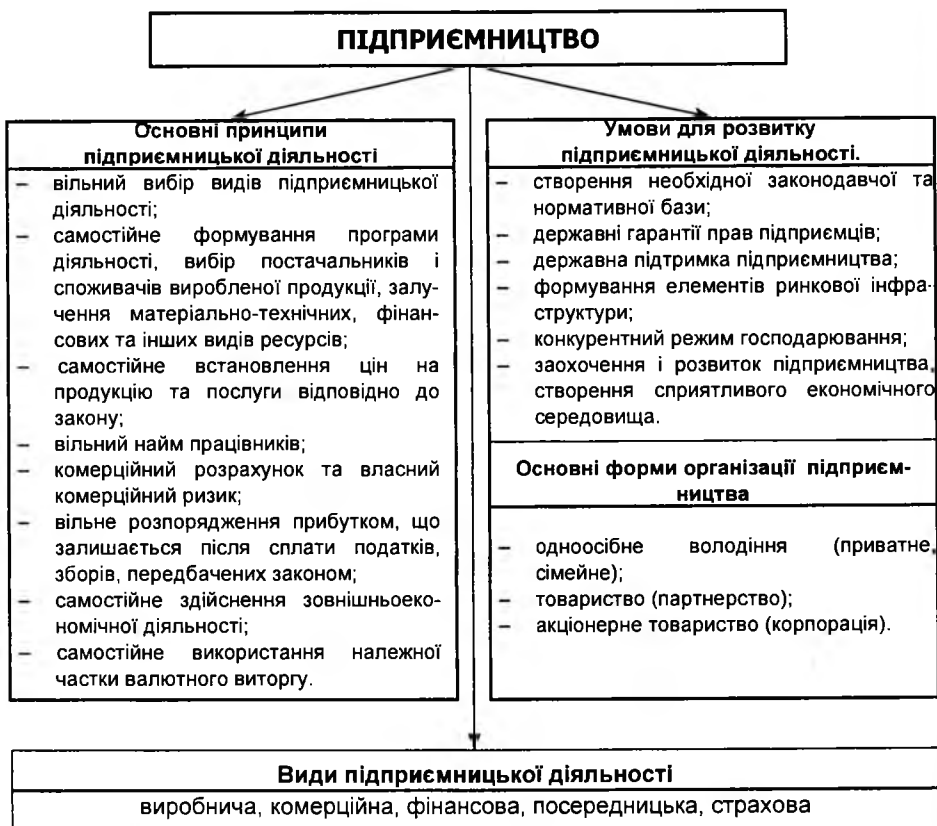 ПІДПРИЄМНИЦТВО
Основні принципи
підприємницької діяльності
– вільний вибір видів підприємницької
діяльності;
– самостійне формування програми
діяльності, вибір постачальників і
споживачів виробленої продукції, залу-
чення матеріально-технічних, фінан-
сових та інших видів ресурсів;
– самостійне встановлення цін на
продукцію та послуги відповідно до
закону;
– вільний найм працівників;
– комерційний розрахунок та власний
комерційний ризик;
– вільне розпорядження прибутком, що
залишається після сплати податків,
зборів, передбачених законом;
– самостійне здійснення зовнішньоеко-
номічної діяльності;
– самостійне використання належної
частки валютного виторгу.
Умови для розвитку
підприємницької діяльності.
– створення необхідної законодавчої та
нормативної бази;
– державні гарантії прав підприємців;
– державна підтримка підприємництва;
– формування елементів ринкової інфра-
структури;
– конкурентний режим господарювання;
– заохочення і розвиток підприємництва,
створення сприятливого економічного
середовища.
Основні форми організації підприєм-
ництва
– одноосібне володіння (приватне,
сімейне);
– товариство (партнерство);
– акціонерне товариство (корпорація).
Види підприємницької діяльності
виробнича, комерційна, фінансова, посередницька, страхова